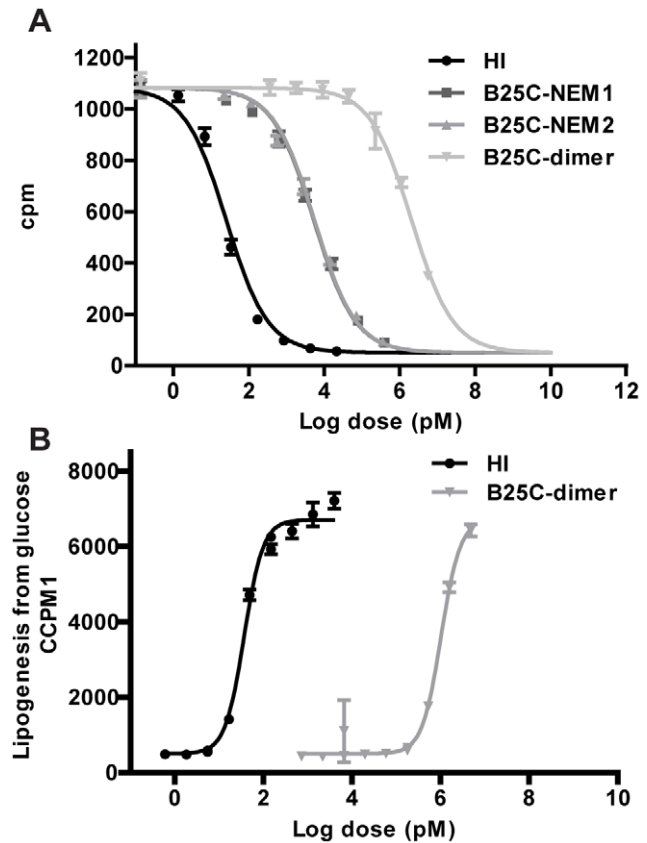 A
1200
1000
800
600
400
200
0
cpm
HI
B25C-NEM1
B25C-NEM2
B25C-dimer
0 2 4 6 8 10 12
Log dose (pM)
B
8000
6000
4000
2000
0
Lipogenesis from glucose
CCPM1
HI
B25C-dimer
0 2 4 6 8 10
Log dose (pM)